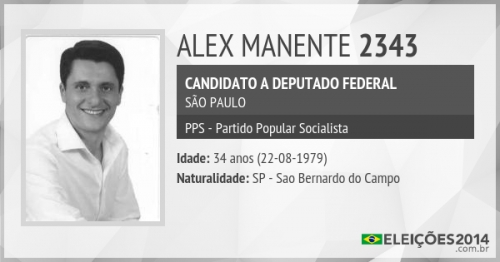 ALEX MANENTE 2343
CANDIDATO A DEPUTADO FEDERAL
SÃO PAULO
PPS - Partido Popular Socialista
Idade: 34 anos (22-08-1979)
Naturalidade: SP - Sao Bernardo do Campo
ELEIÇÕES2014
.com.br